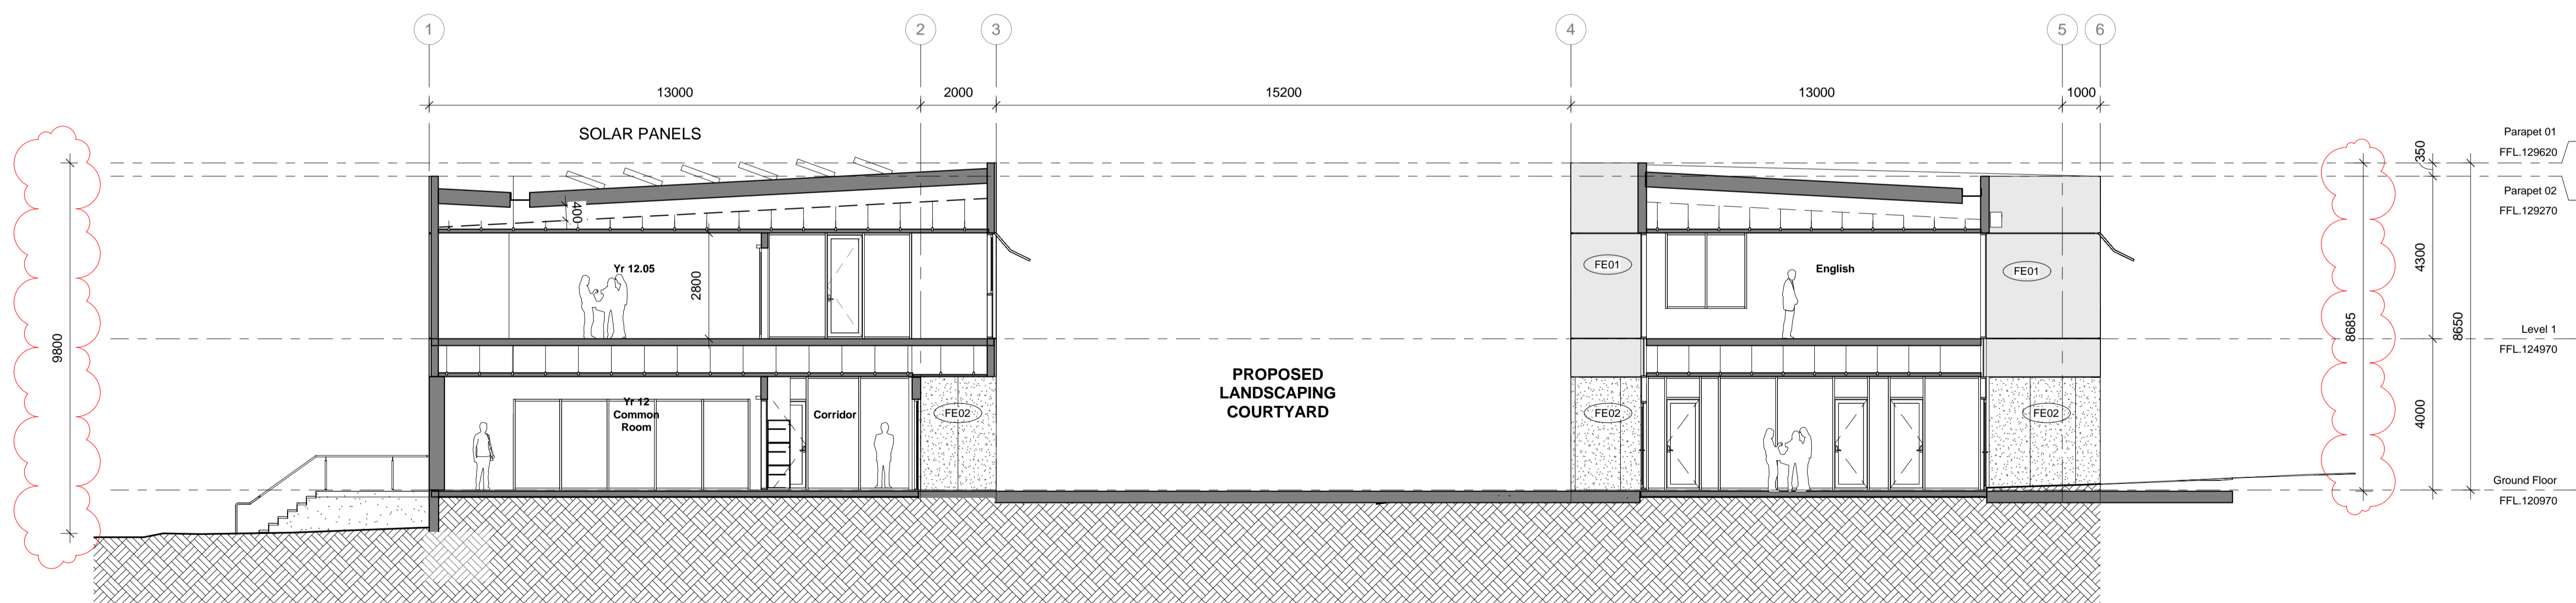 1
2
3
4
5
6
13000
2000
15200
13000
1000
SOLAR PANELS
Parapet 01
FFL.129620
350
Parapet 02
FFL.129270
400
Yr 12.05
2800
FE01
English
FE01
4300
9800
8685
8650
Level 1
FFL.124970
PROPOSED
LANDSCAPING
COURTYARD
Yr 12
Common
Room
Corridor
FE02
FE02
FE02
4000
Ground Floor
FFL.120970